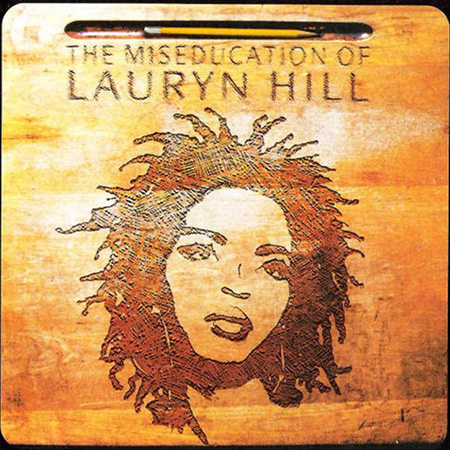 THE MISEDUCATION OF
LAURYN HILL